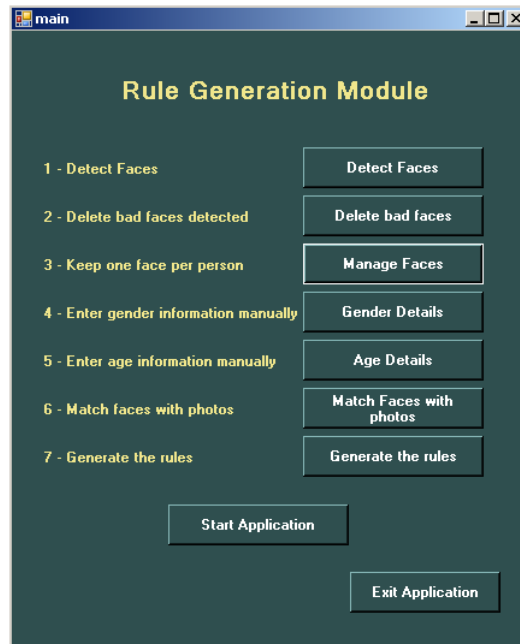 main
Rule Generation Module
1 - Detect Faces
Detect Faces
2 - Delete bad faces detected
Delete bad faces
3 - Keep one face per person
Manage Faces
4 - Enter gender information manually
Gender Details
5 - Enter age information manually
Age Details
6 - Match faces with photos
Match Faces with
photos
7 - Generate the rules
Generate the rules
Start Application
Exit Application